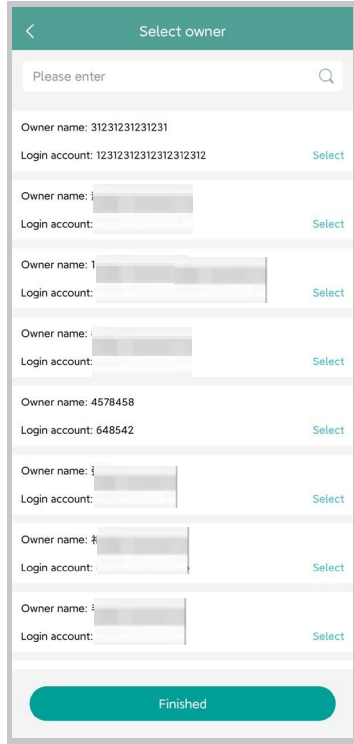 Select owner
Please enter
Owner name: 31231231231231
Login account: 12312312312312312312
Select
Owner name:
Login account:
Select
Owner name: 1
Login account:
Select
Owner name:
Login account:
Select
Owner name: 4578458
Login account: 648542
Select
Owner name:
Login account:
Select
Owner name:
Login account:
Select
Owner name:
Login account:
Select
Finished